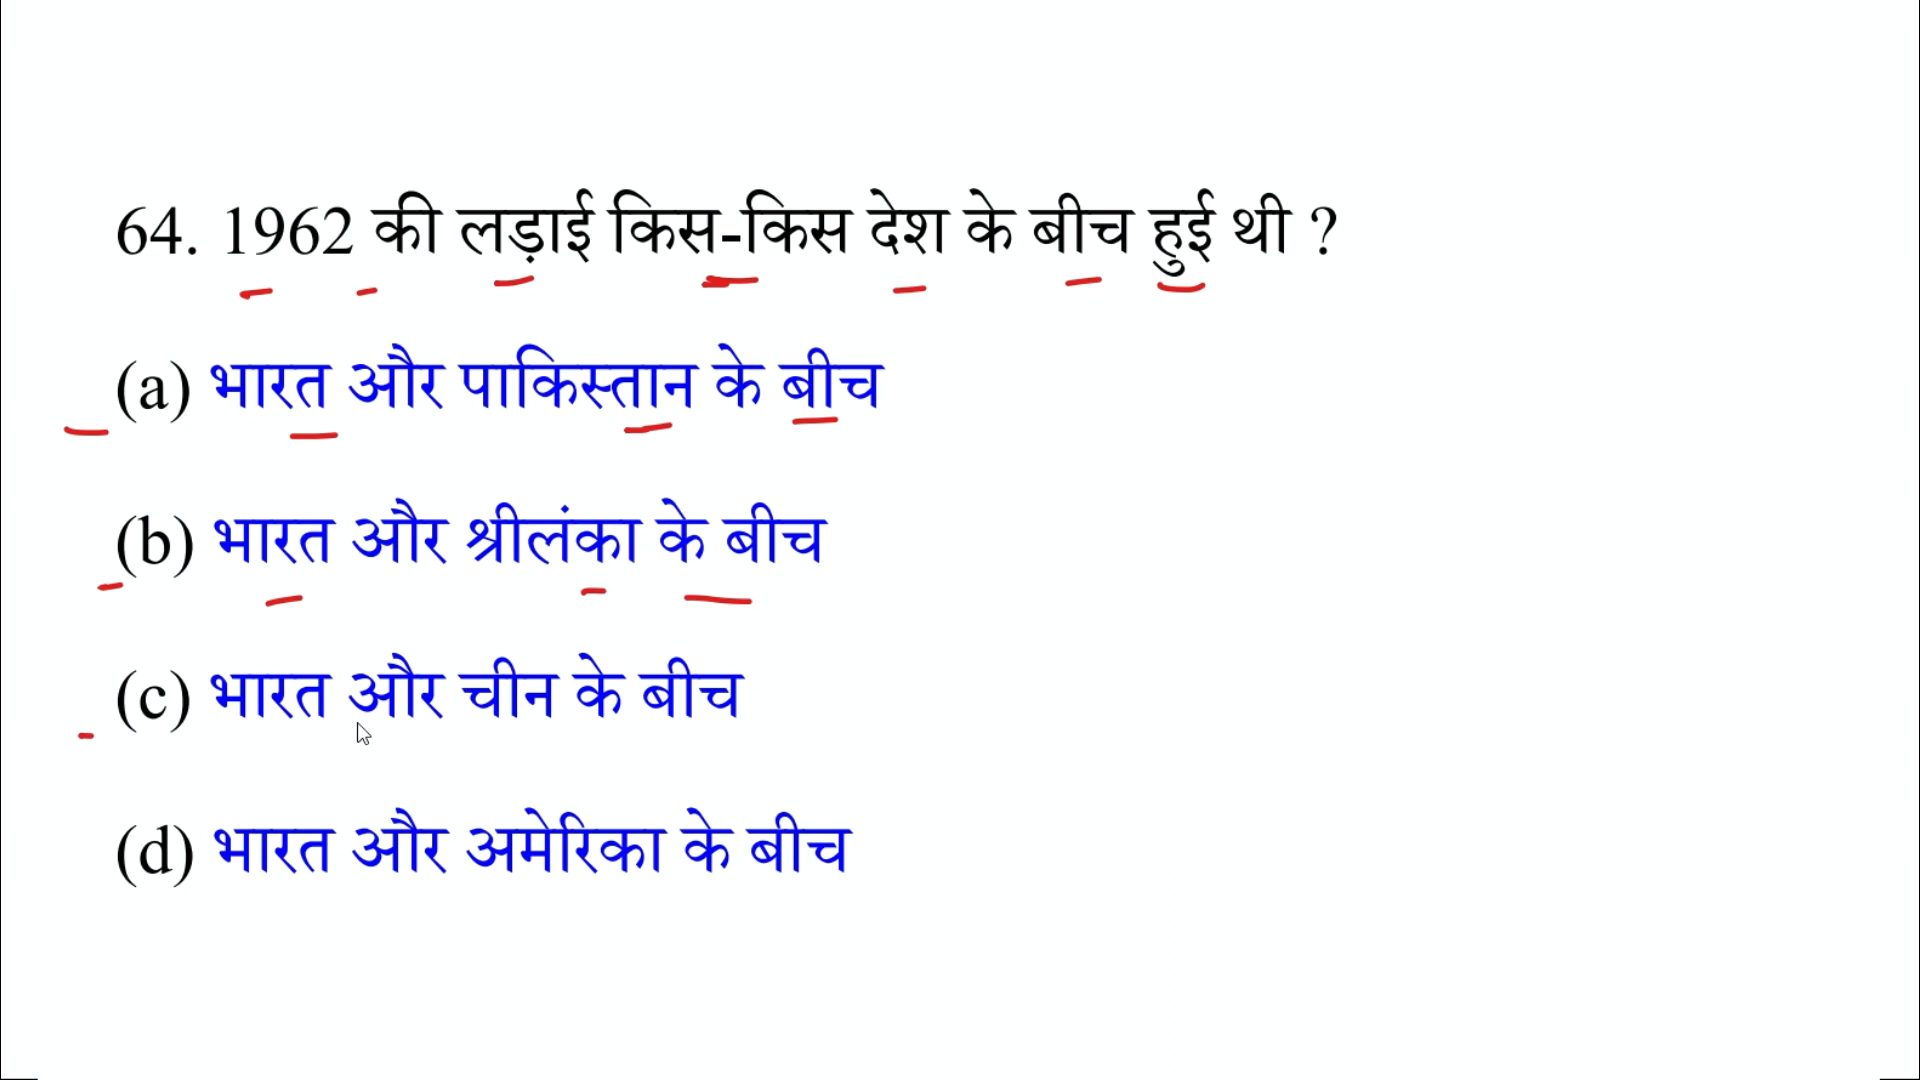 64. 1962 की लड़ाई किस-किस देश के बीच हुई थी ?
(a) भारत और पाकिस्तान के बीच
(b) भारत और श्रीलंका के बीच
(c) भारत और चीन के बीच
(d) भारत और अमेरिका के बीच